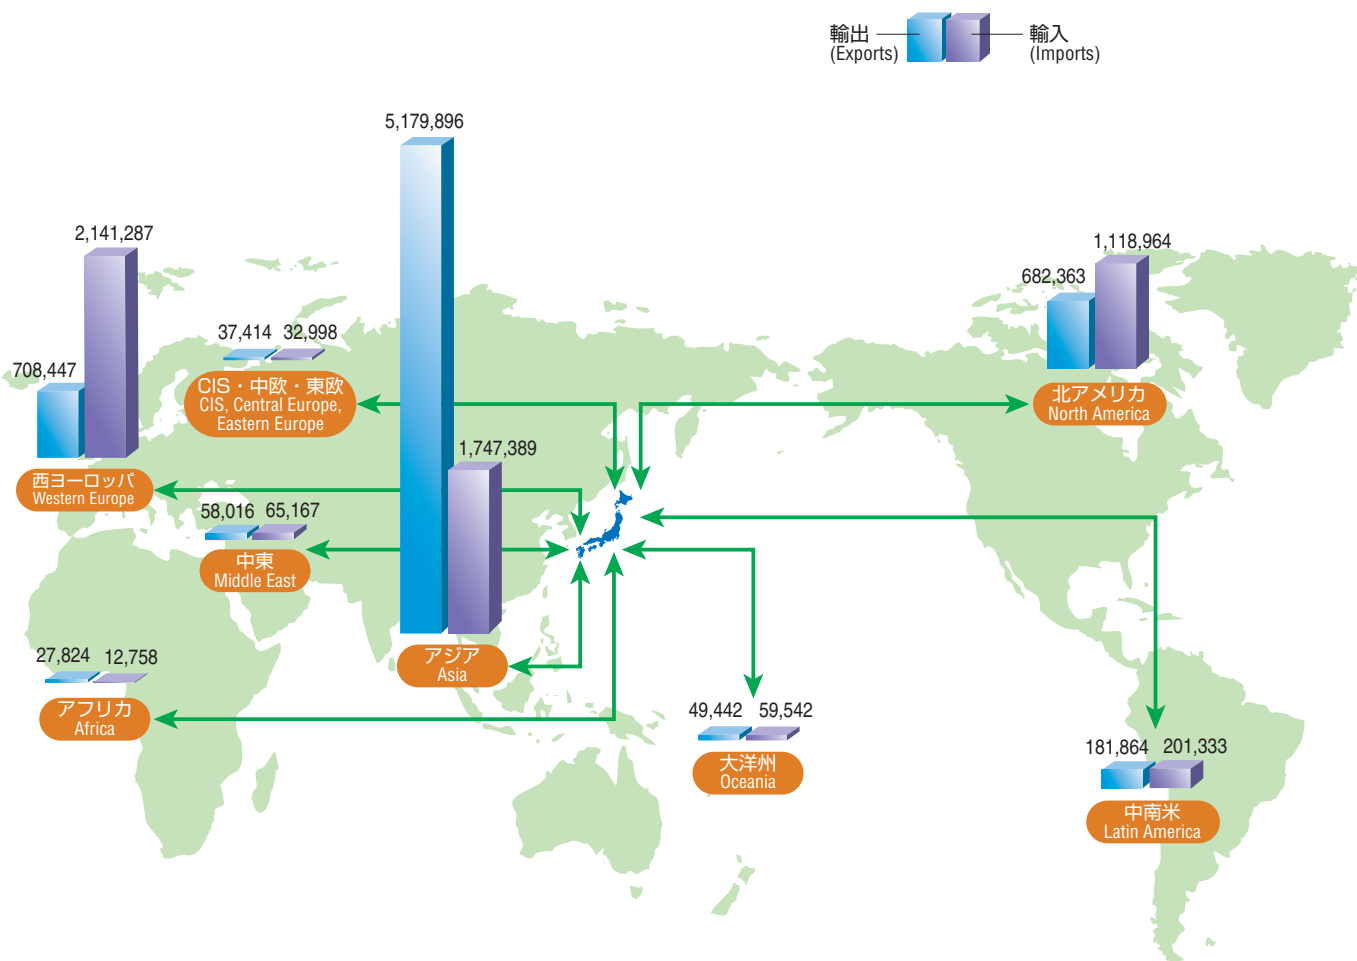 輸出
(Exports)
輸入
(Imports)
5,179,896
2,141,287
1,118,964
682,363
37,414
32,998
708,447
CIS・中欧・東欧
CIS, Central Europe,
Eastern Europe
北アメリカ
North America
1,747,389
西ヨーロッパ
Western Europe
58,016
65,167
中東
Middle East
アジア
Asia
27,824
12,758
アフリカ
Africa
49,442
59,542
大洋州
Oceania
181,864
201,333
中南米
Latin America